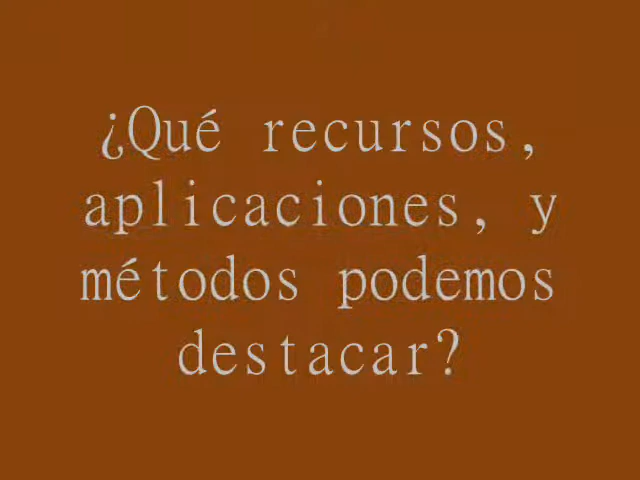 ¿Qué recursos,
aplicaciones, y
métodos podemos
destacar?